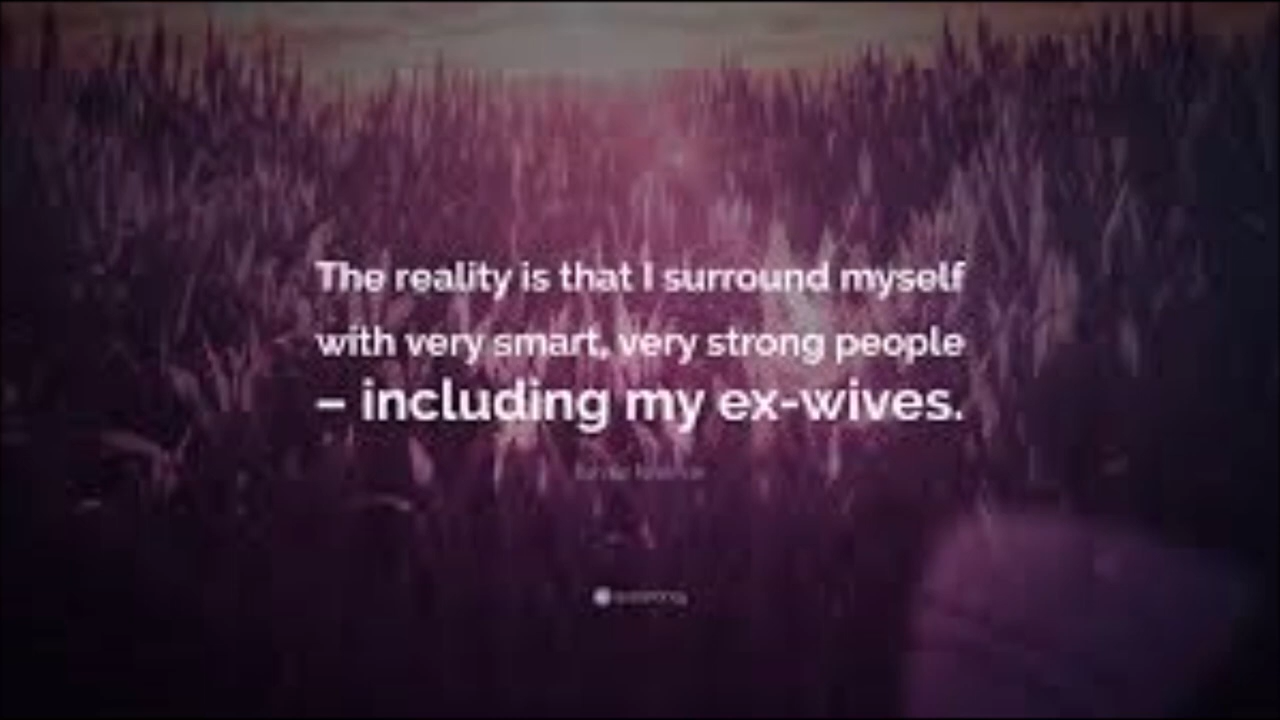 The reality is that I surround myself
with very smart, very strong people
– including my ex-wives.